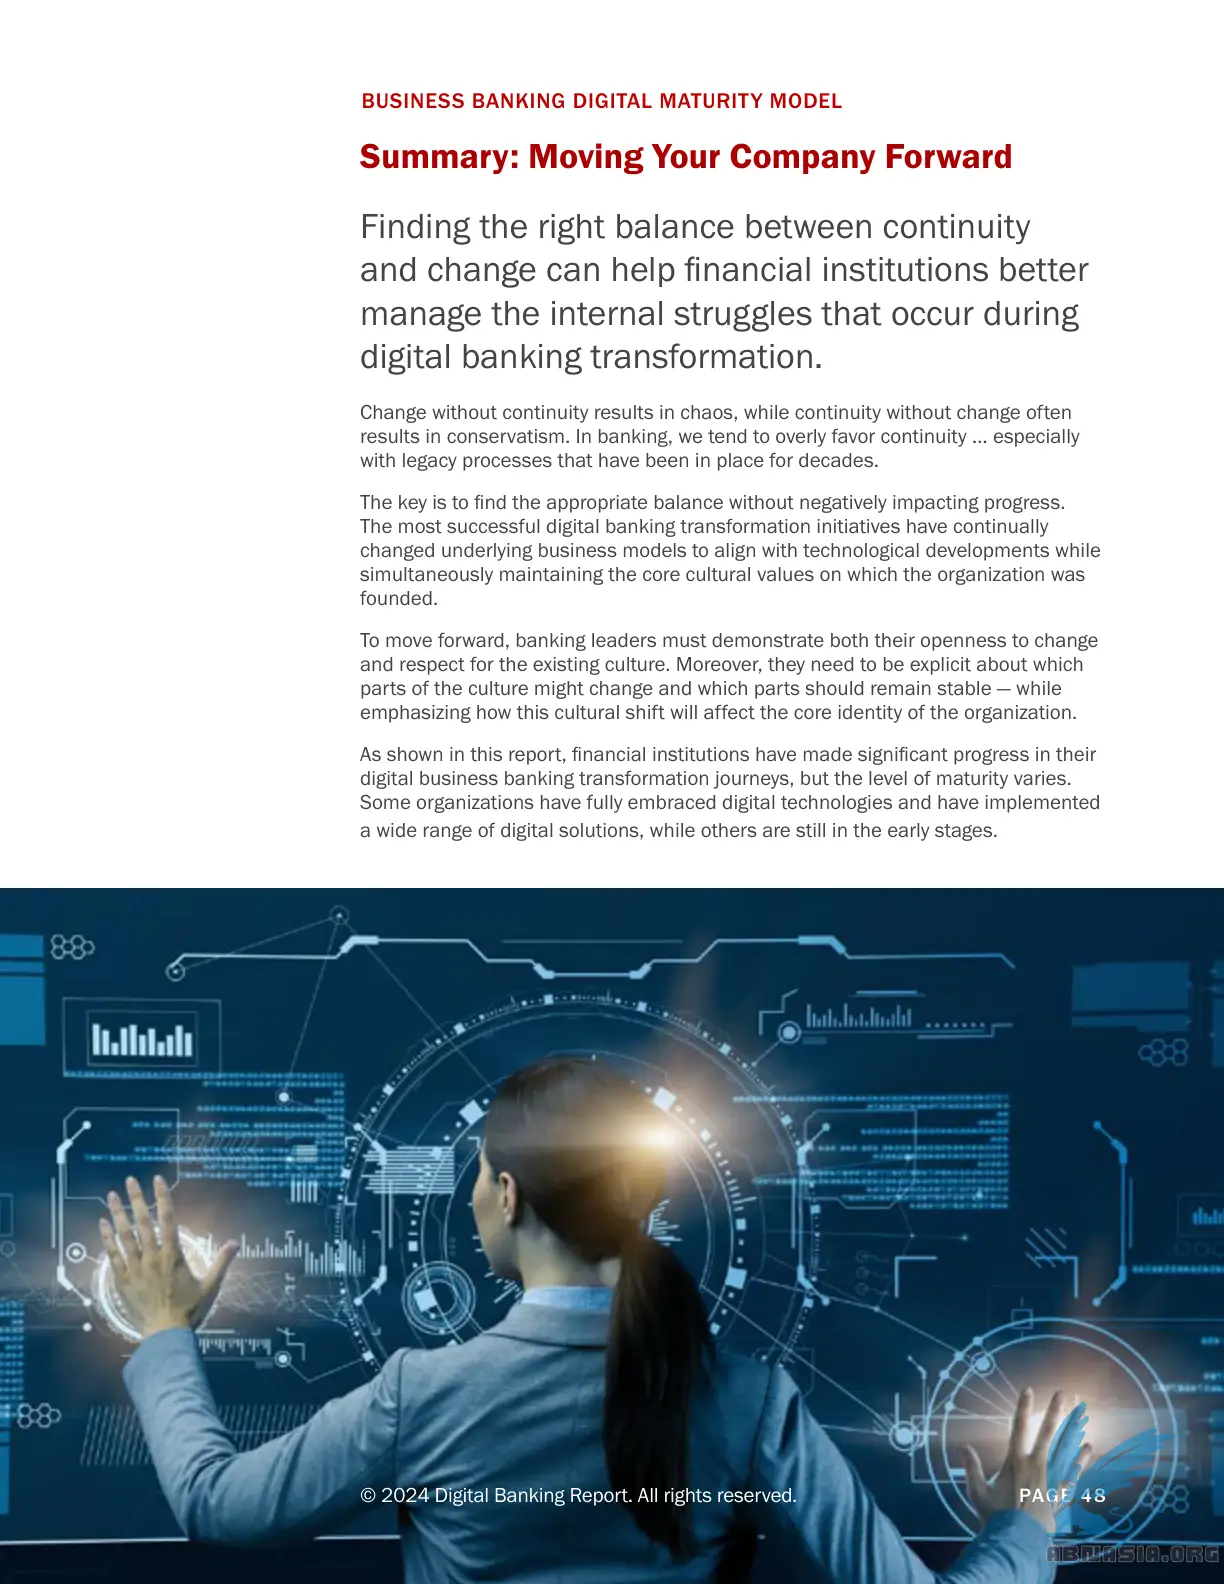 BUSINESS BANKING DIGITAL MATURITY MODEL
Summary: Moving Your Company Forward
Finding the right balance between continuity
and change can help financial institutions better
manage the internal struggles that occur during
digital banking transformation.
Change without continuity results in chaos, while continuity without change often
results in conservatism. In banking, we tend to overly favor continuity ... especially
with legacy processes that have been in place for decades.
The key is to find the appropriate balance without negatively impacting progress.
The most successful digital banking transformation initiatives have continually
changed underlying business models to align with technological developments while
simultaneously maintaining the core cultural values on which the organization was
founded.
To move forward, banking leaders must demonstrate both their openness to change
and respect for the existing culture. Moreover, they need to be explicit about which
parts of the culture might change and which parts should remain stable — while
emphasizing how this cultural shift will affect the core identity of the organization.
As shown in this report, financial institutions have made significant progress in their
digital business banking transformation journeys, but the level of maturity varies.
Some organizations have fully embraced digital technologies and have implemented
a wide range of digital solutions, while others are still in the early stages.
© 2024 Digital Banking Report. All rights reserved.
PAGE 48
ABNASIA.ORG